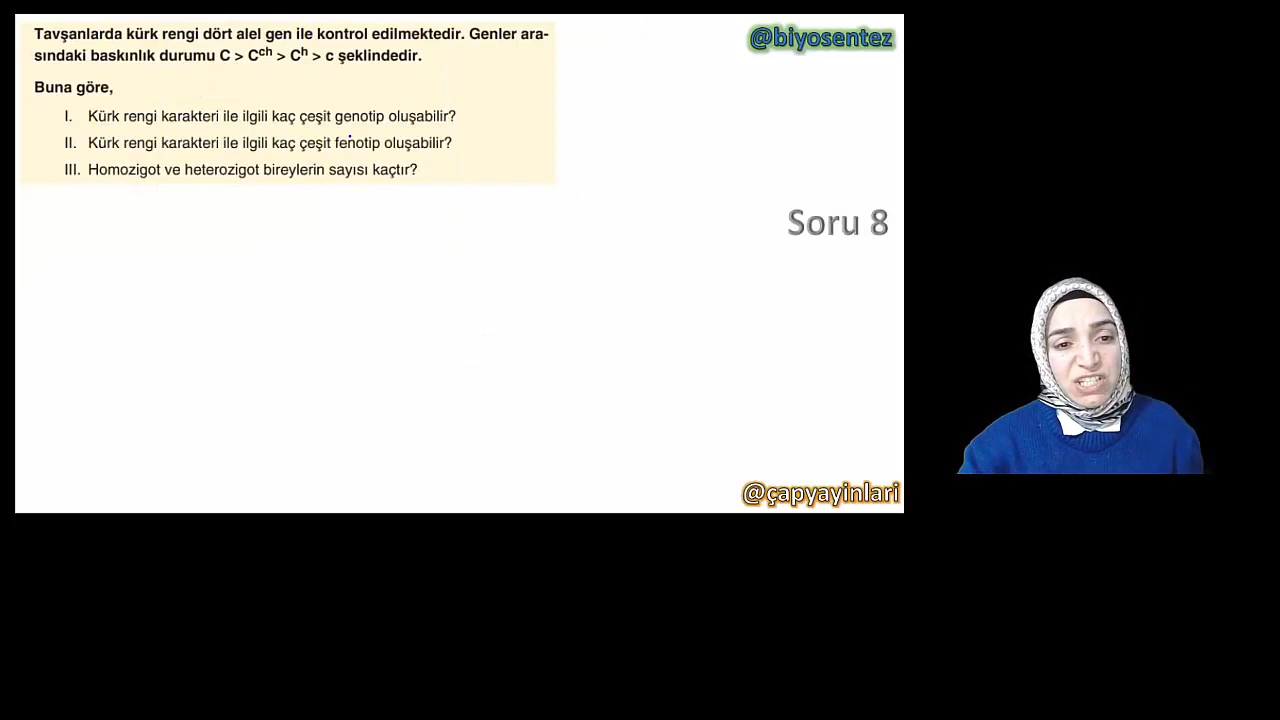 Tavşanlarda kürk rengi dört alel gen ile kontrol edilmektedir. Genler ara-
sındaki baskınlık durumu C > Cch > Ch > c şeklindedir.
Buna göre,
I. Kürk rengi karakteri ile ilgili kaç çeşit genotip oluşabilir?
II. Kürk rengi karakteri ile ilgili kaç çeşit fenotip oluşabilir?
III. Homozigot ve heterozigot bireylerin sayısı kaçtır?
@biyosentez
Soru 8
@çapyayinlari